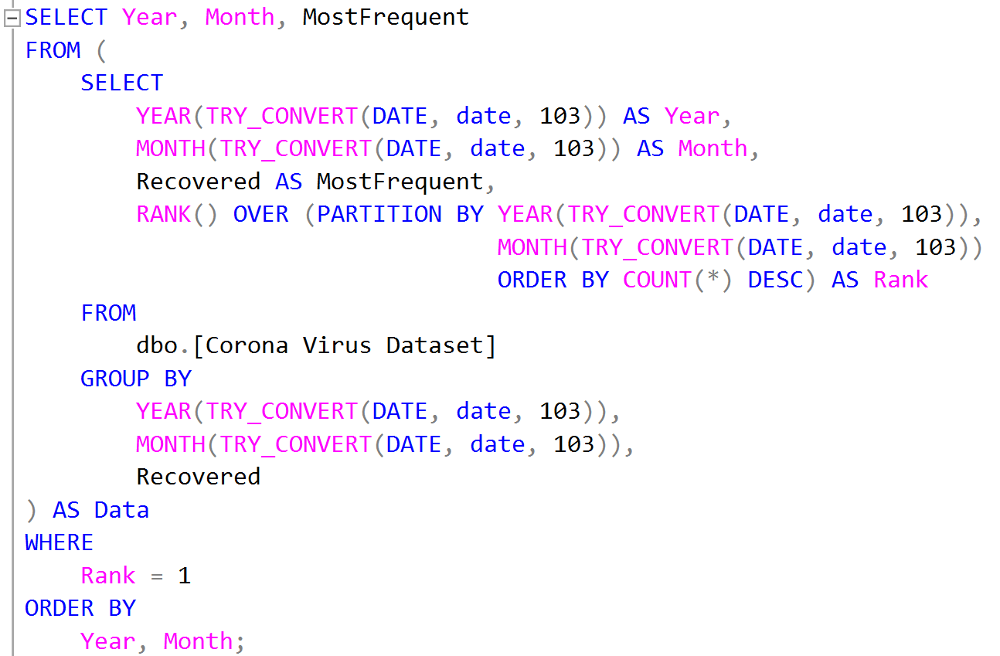 SELECT Year, Month, MostFrequent
FROM (
    SELECT
        YEAR(TRY_CONVERT(DATE, date, 103)) AS Year,
        MONTH(TRY_CONVERT(DATE, date, 103)) AS Month,
        Recovered AS MostFrequent,
        RANK() OVER (PARTITION BY YEAR(TRY_CONVERT(DATE, date, 103)),
                                  MONTH(TRY_CONVERT(DATE, date, 103))
                                  ORDER BY COUNT(*) DESC) AS Rank
    FROM
        dbo.[Corona Virus Dataset]
    GROUP BY
        YEAR(TRY_CONVERT(DATE, date, 103)),
        MONTH(TRY_CONVERT(DATE, date, 103)),
        Recovered
) AS Data
WHERE
    Rank = 1
ORDER BY
    Year, Month;